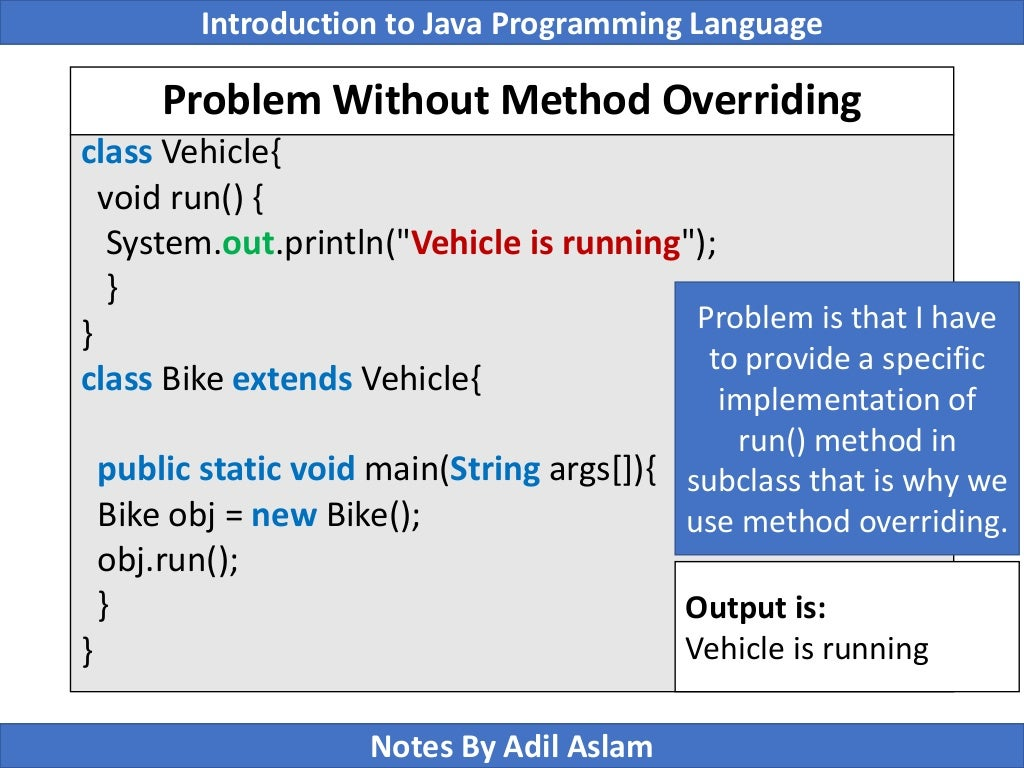 Introduction to Java Programming Language
Problem Without Method Overriding
class Vehicle{
void run() {
System.out.println("Vehicle is running");
}
}
class Bike extends Vehicle{
public static void main(String args[]){
Bike obj = new Bike();
obj.run();
}
}
Problem is that I have
to provide a specific
implementation of
run() method in
subclass that is why we
use method overriding.
Output is:
Vehicle is running
Notes By Adil Aslam